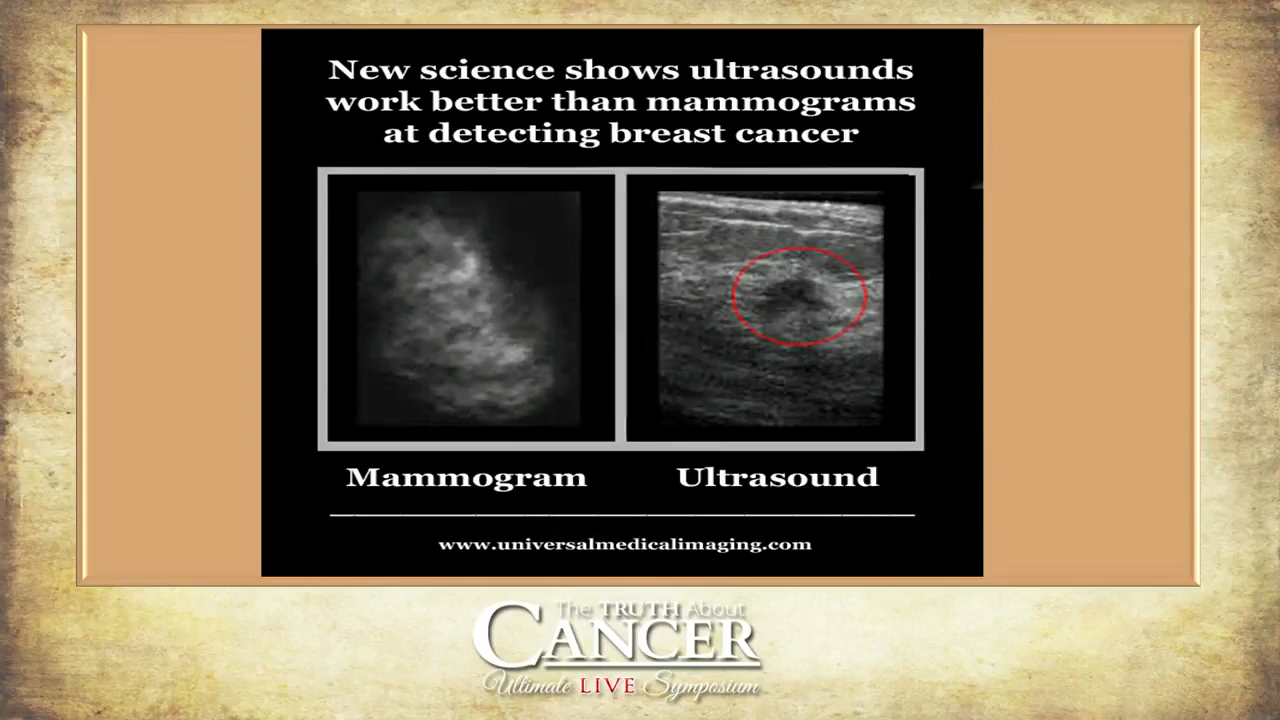 New science shows ultrasounds
work better than mammograms
at detecting breast cancer
Mammogram
Ultrasound
www.universalmedicalimaging.com
The TRUTH About
CANCER
Ultimate LIVE Symposium